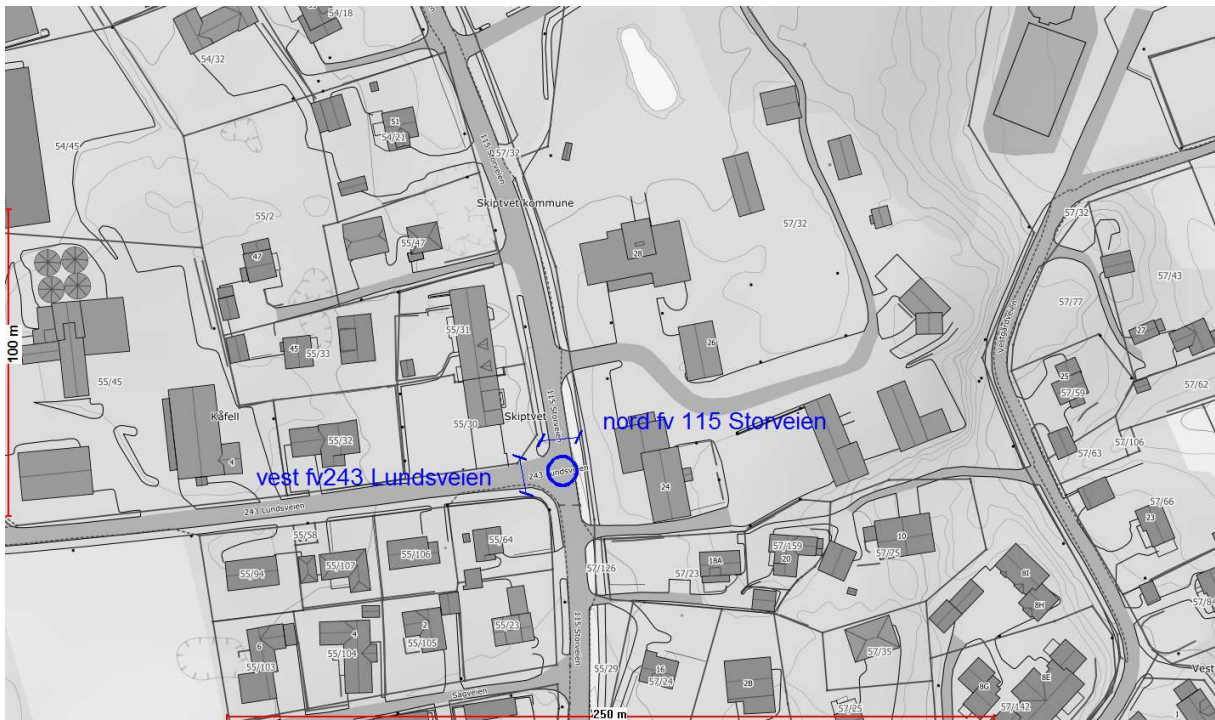 54/18
54/32
51
54/21
54/45
115 Storveien
57/32
Skiptvet kommune
55/2
57/32
57/32
55/47
47
28
57/43
57/77
Vestgårdveien
100 m
55/31
27
45
55/33
26
55/45
25
57/59
57/62
115 Storveien
Kåfell
Skiptvet
nord fv 115 Storveien
55/30
55/32
57/106
57/63
4
243 Lundsveien
vest fv243 Lundsveien
24
57/66
243 Lundsveien
23
55/58
55/64
10
55/106
57/159
57/75
55/94
55/107
57/126
18A
20
57/23
8I
8H
57/84
2
55/105
55/23
115 Storveien
4
55/104
6
55/103
57/35
55/29
16
57/24
2B
8G
8E
Vest
Sagveien
57/25
57/142
1
250 m